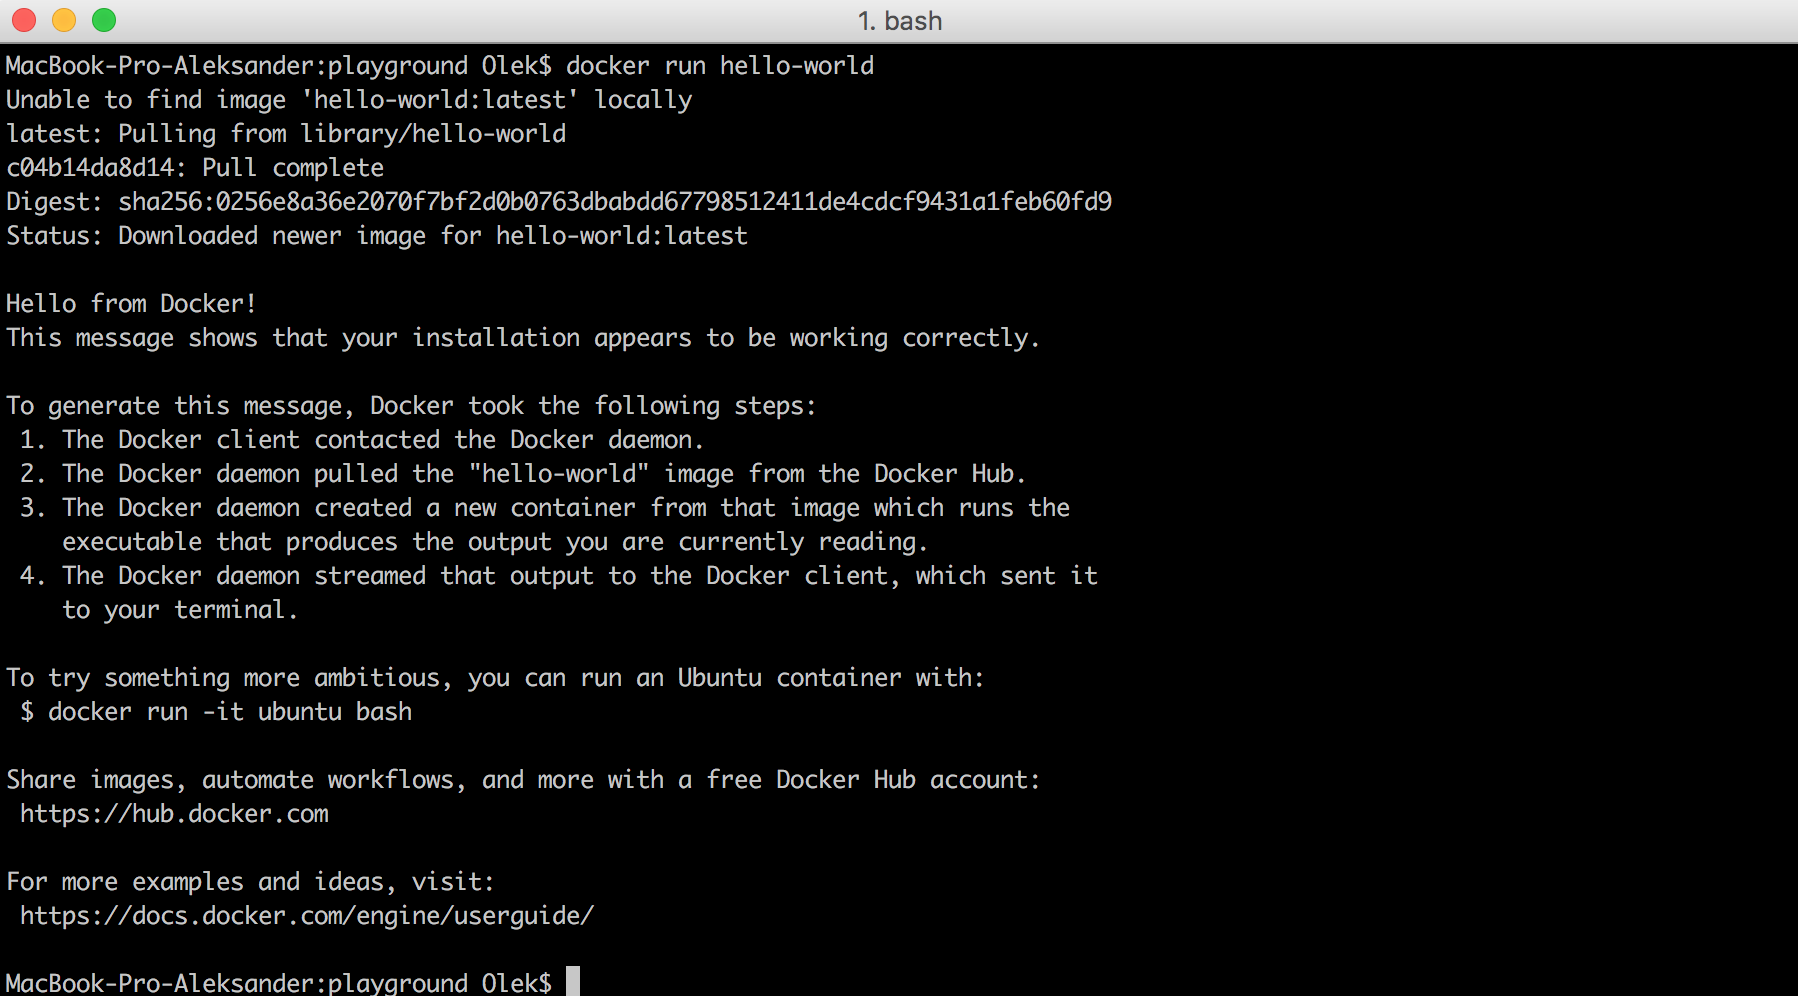 1. bash
MacBook-Pro-Aleksander:playground Olek$ docker run hello-world
Unable to find image 'hello-world:latest' locally
latest: Pulling from library/hello-world
c04b14da8d14: Pull complete
Digest: sha256:0256e8a36e2070f7bf2d0b0763dbabdd67798512411de4cdcf9431a1feb60fd9
Status: Downloaded newer image for hello-world:latest
Hello from Docker!
This message shows that your installation appears to be working correctly.
To generate this message, Docker took the following steps:
1. The Docker client contacted the Docker daemon.
2. The Docker daemon pulled the "hello-world" image from the Docker Hub.
3. The Docker daemon created a new container from that image which runs the
executable that produces the output you are currently reading.
4. The Docker daemon streamed that output to the Docker client, which sent it
to your terminal.
To try something more ambitious, you can run an Ubuntu container with:
$ docker run -it ubuntu bash
Share images, automate workflows, and more with a free Docker Hub account:
https://hub.docker.com
For more examples and ideas, visit:
https://docs.docker.com/engine/userguide/
MacBook-Pro-Aleksander:playground Olek$